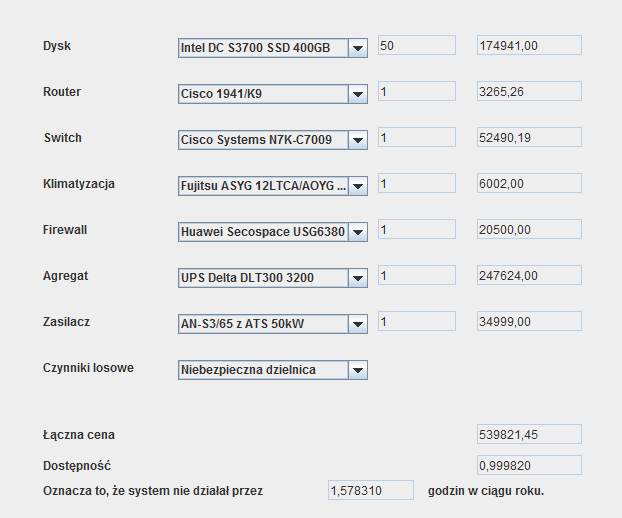 Dysk Intel DC S3700 SSD 400GB 50 174941,00
Router Cisco 1941/K9 1 3265,26
Switch Cisco Systems N7K-C7009 1 52490,19
Klimatyzacja Fujitsu ASYG 12LTCA/AOYG ... 1 6002,00
Firewall Huawei Secospace USG6380 1 20500,00
Agregat UPS Delta DLT300 3200 1 247624,00
Zasilacz AN-S3/65 z ATS 50kW 1 34999,00
Czynniki losowe Niebezpieczna dzielnica
Łączna cena 539821,45
Dostępność 0,999820
Oznacza to, że system nie działał przez 1,578310 godzin w ciągu roku.